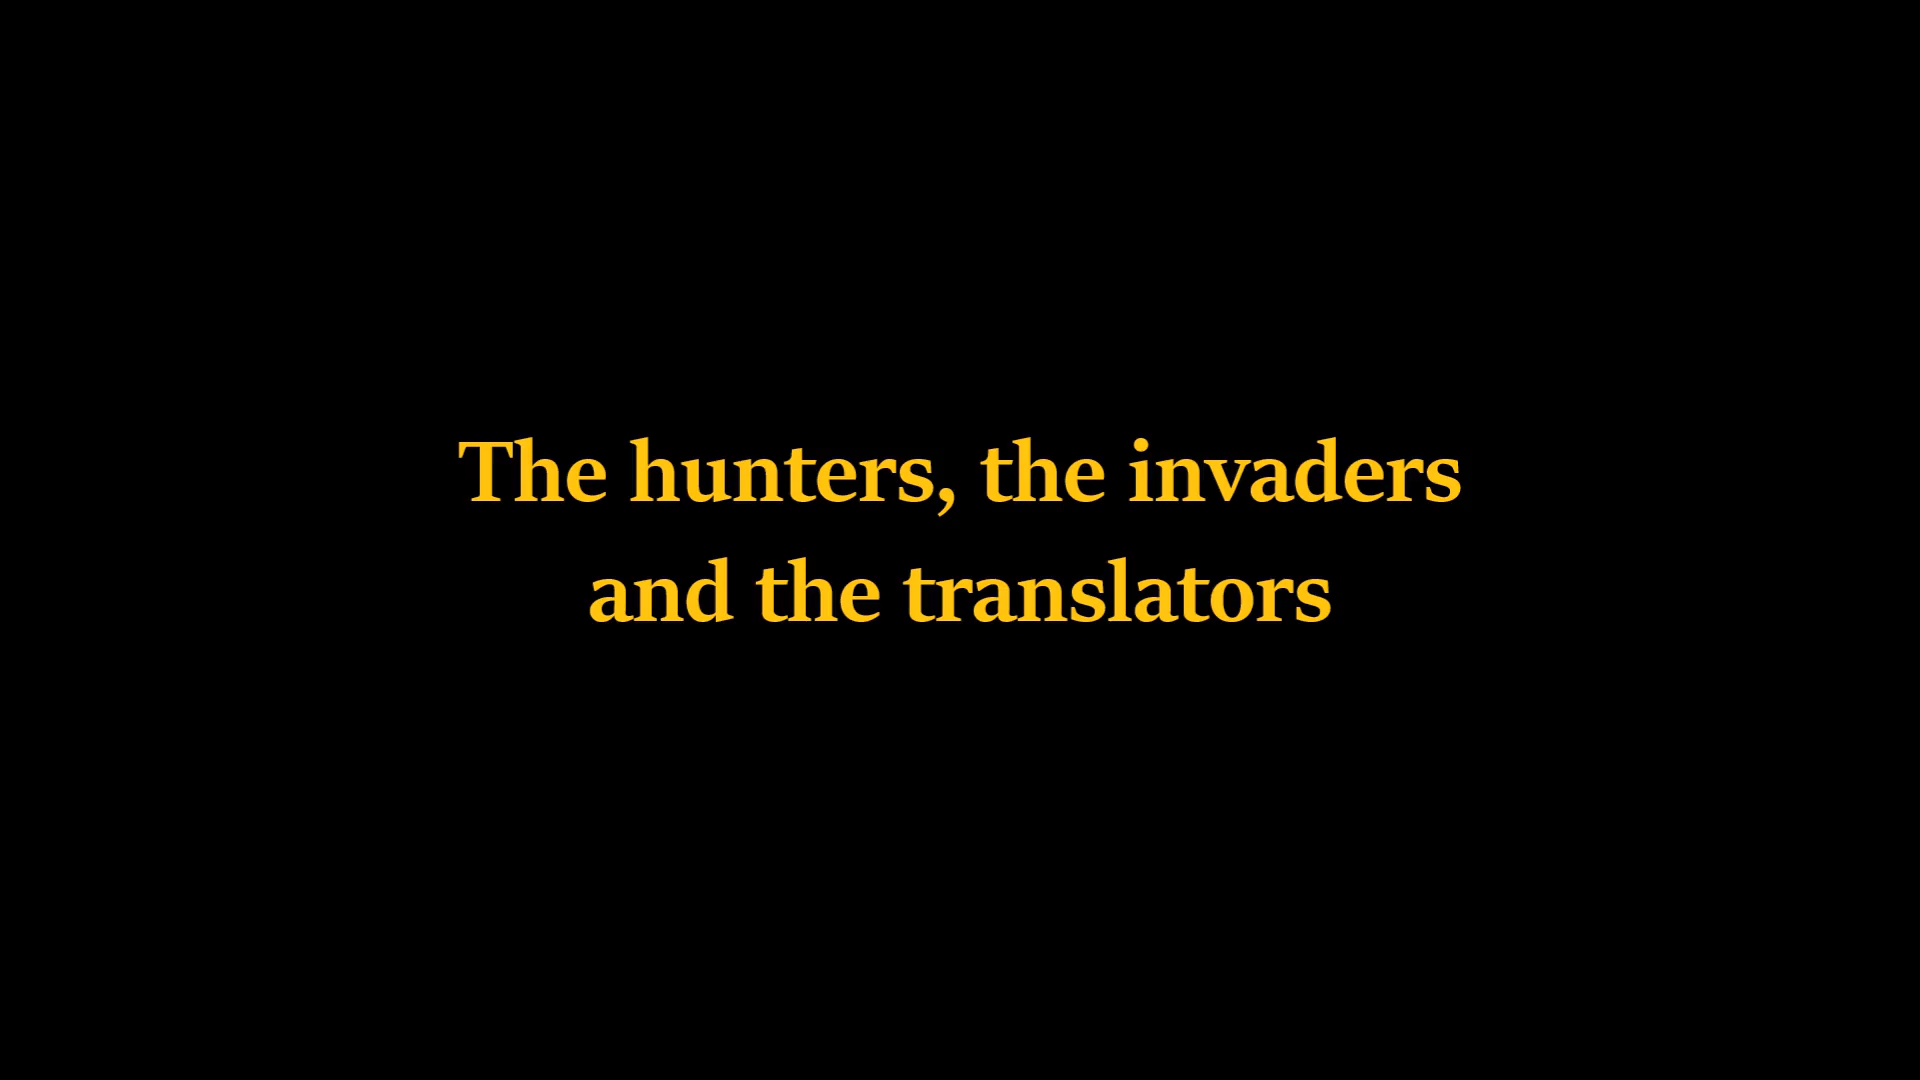 The hunters, the invaders
and the translators